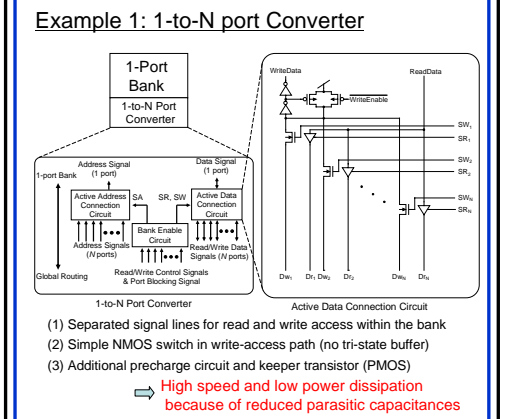 Example 1: 1-to-N port Converter
1-Port
Bank
1-to-N Port
Converter
Address Signal
(1 port)
Data Signal
(1 port)
1-port Bank
Active Address
Connection
Circuit
SA
SR, SW
Active Data
Connection
Circuit
Bank Enable
Circuit
Address Signals
(N ports)
Read/Write Data
Signals (N ports)
Global Routing
Read/Write Control Signals
& Port Blocking Signal
1-to-N Port Converter
WriteData
ReadData
WriteEnable
SW1
SR1
SW2
SR2
SWN
SRN
Dw1 Dr1 Dw2 Dr2 DwN DrN
Active Data Connection Circuit
(1) Separated signal lines for read and write access within the bank
(2) Simple NMOS switch in write-access path (no tri-state buffer)
(3) Additional precharge circuit and keeper transistor (PMOS)
High speed and low power dissipation
because of reduced parasitic capacitances